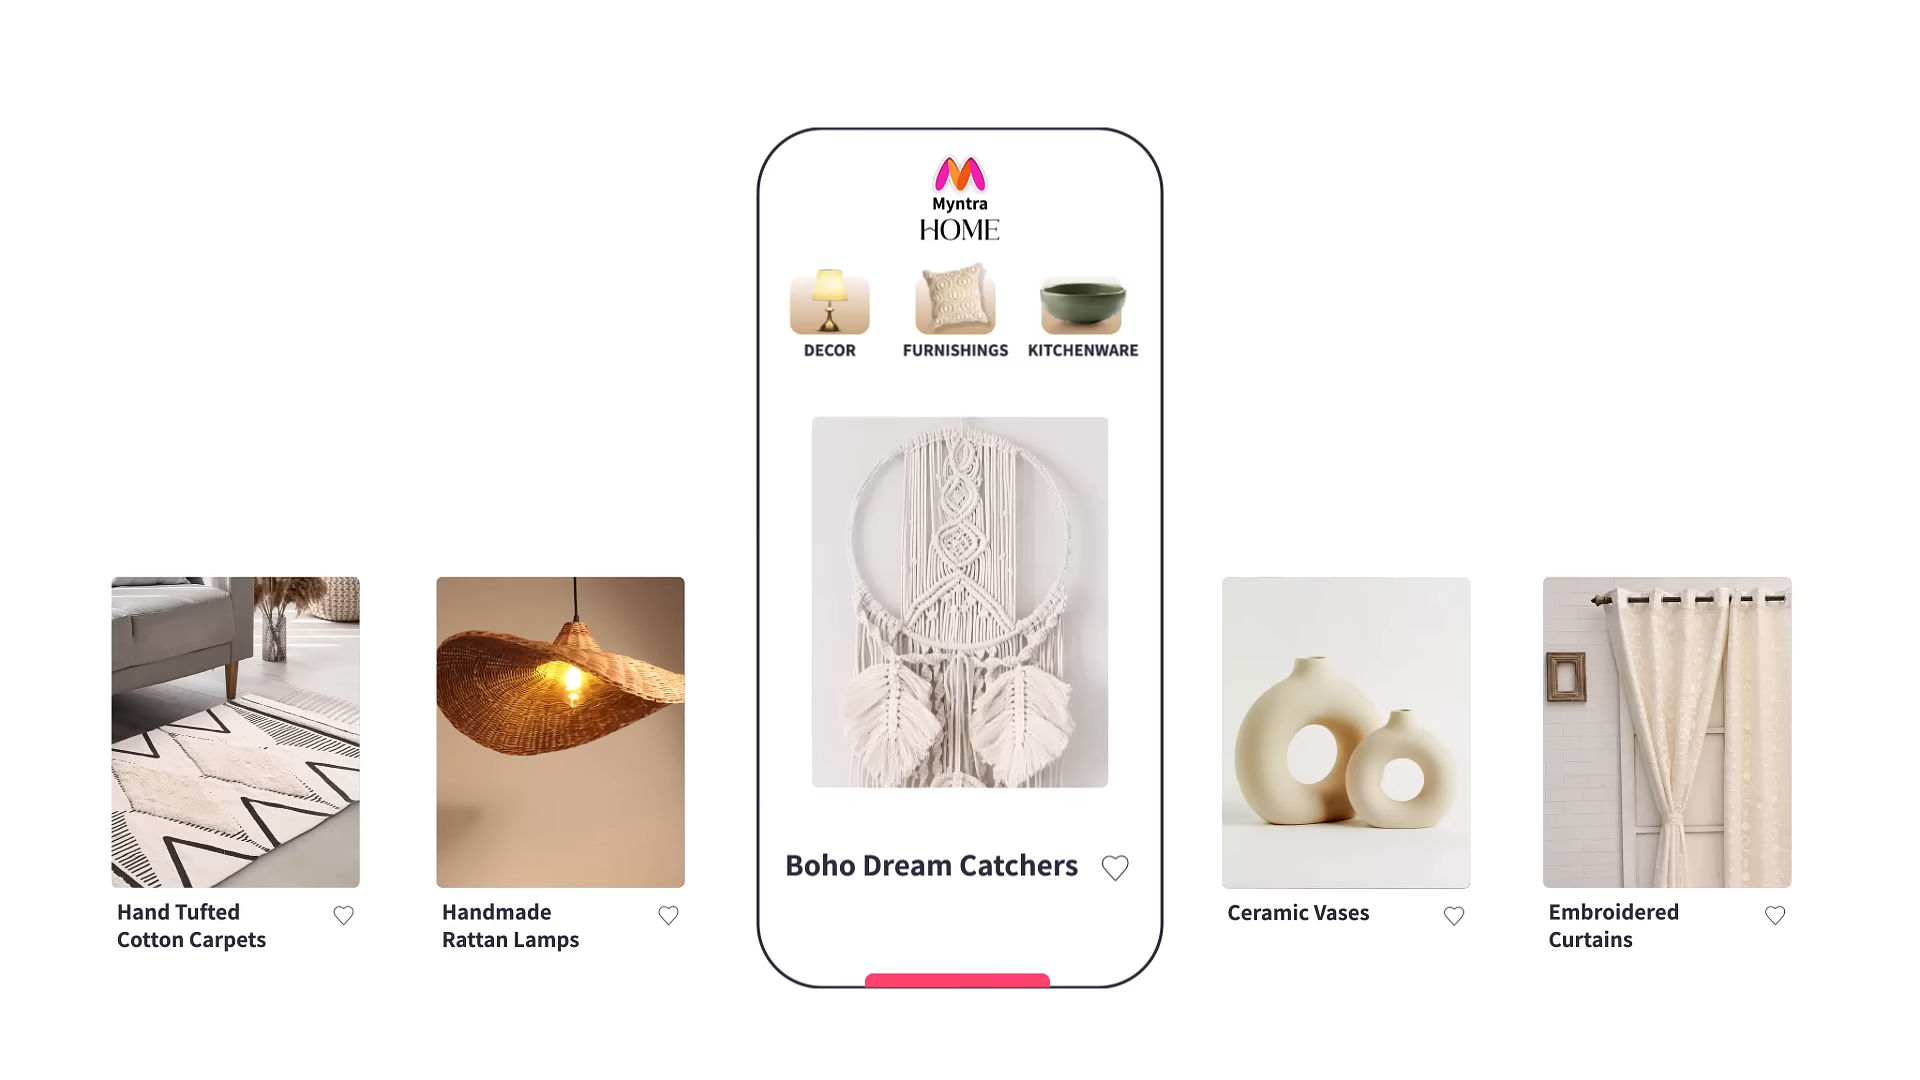 Myntra
HOME
DECOR
FURNISHINGS
KITCHENWARE
Boho Dream Catchers
Hand Tufted
Cotton Carpets
Handmade
Rattan Lamps
Ceramic Vases
Embroidered
Curtains